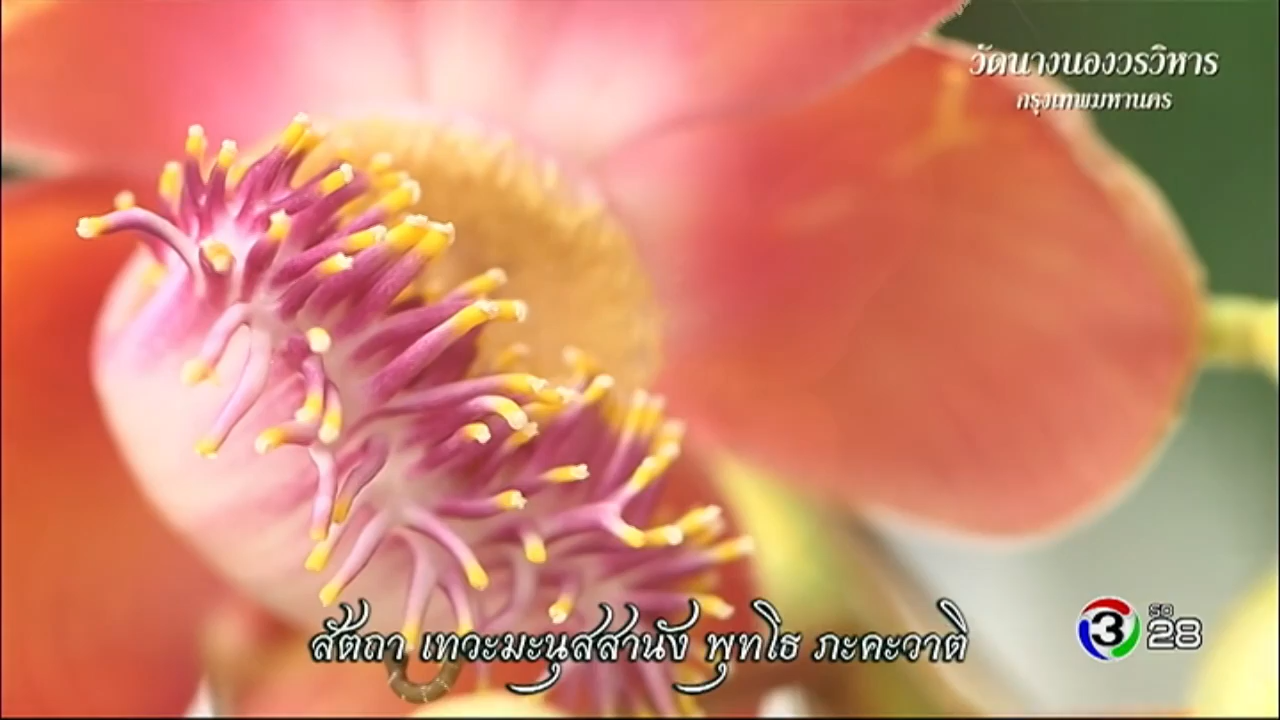 วัดนางนองวรวิหาร
กรุงเทพมหานคร
สัตถา เทวะมะนุสสานัง พุทโธ ภะคะวาติ
3 SD 28